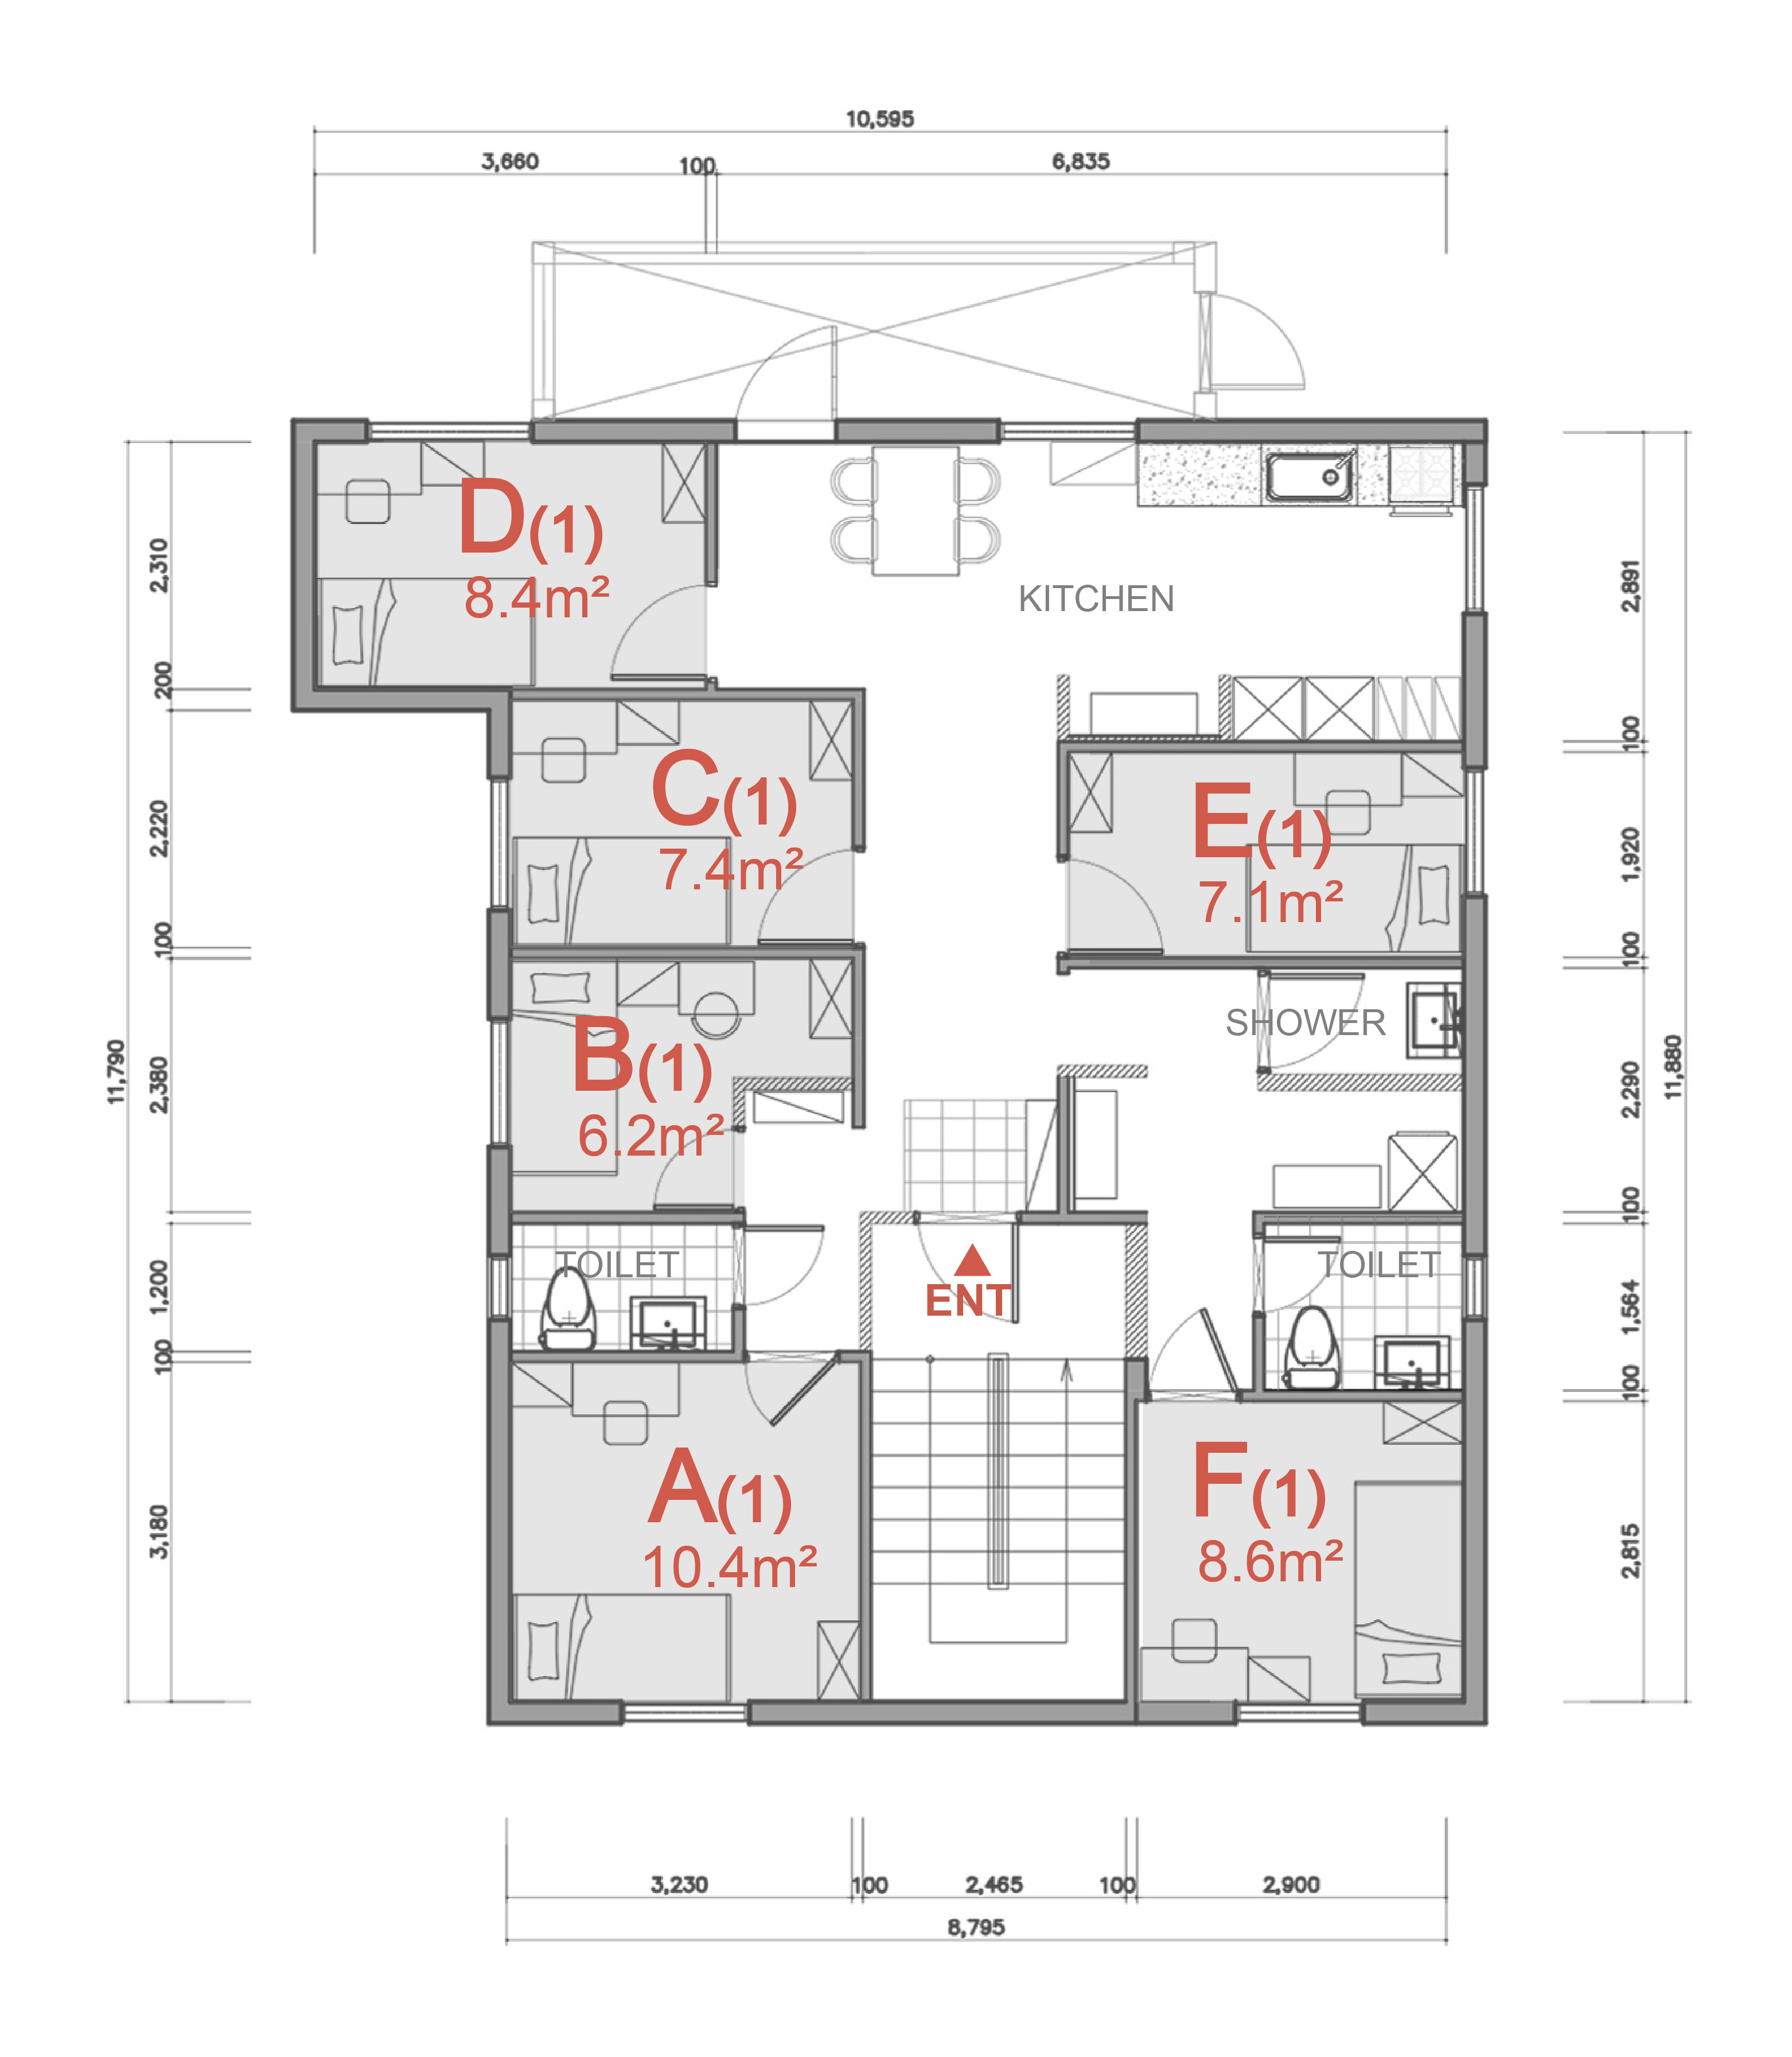 10,595
3,660
100
6,835
D(1)
8.4m²
KITCHEN
2,310
200
2,891
100
C(1)
7.4m²
E(1)
7.1m²
2,220
100
1,920
100
SHOWER
B(1)
6.2m²
11,790
2,380
2,290
11,880
100
TOILET
ENT
TOILET
1,200
100
1,564
100
A(1)
10.4m²
F(1)
8.6m²
3,180
2,815
3,230
100
2,465
100
2,900
8,795